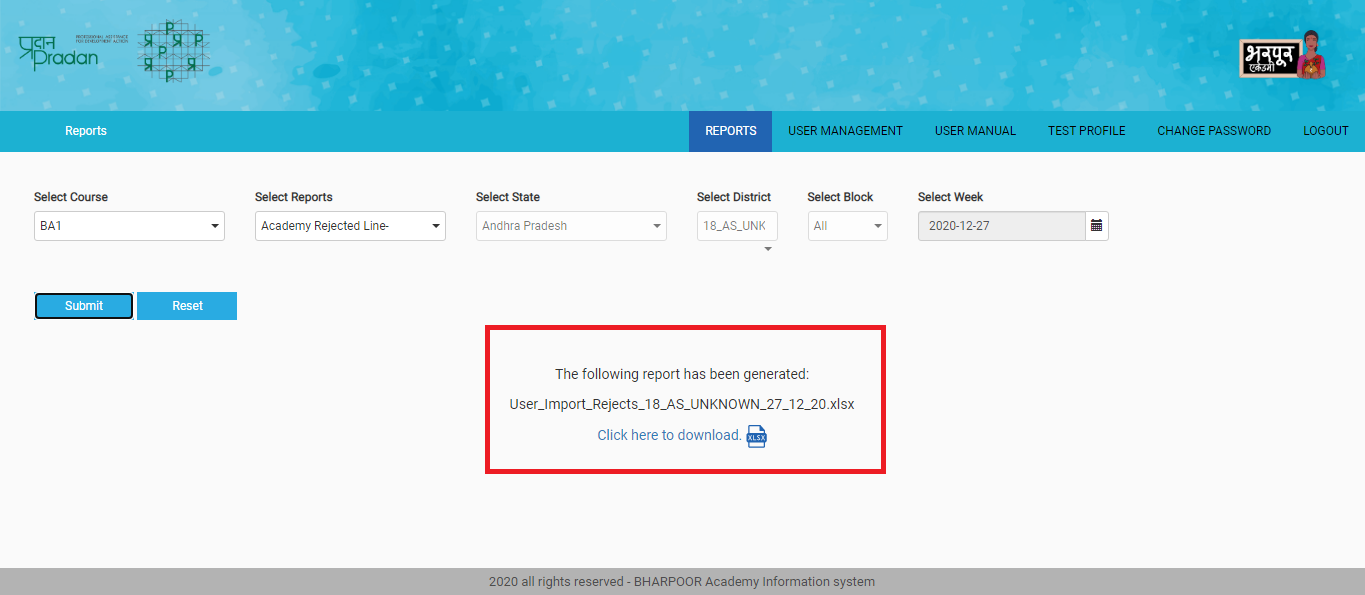 प्रदान
Pradan
PROFESSIONAL ASSISTANCE
FOR DEVELOPMENT ACTION
P
P P P P
P P
P P P P
P
भरपूर
एकेडमी
Reports
REPORTS
USER MANAGEMENT
USER MANUAL
TEST PROFILE
CHANGE PASSWORD
LOGOUT
Select Course
Select Reports
Select State
Select District
Select Block
Select Week
BA1
Academy Rejected Line-
Andhra Pradesh
18_AS_UNK
All
2020-12-27
Submit
Reset
The following report has been generated:
User_Import_Rejects_18_AS_UNKNOWN_27_12_20.xlsx
Click here to download.
XLSX
2020 all rights reserved - BHARPOOR Academy Information system